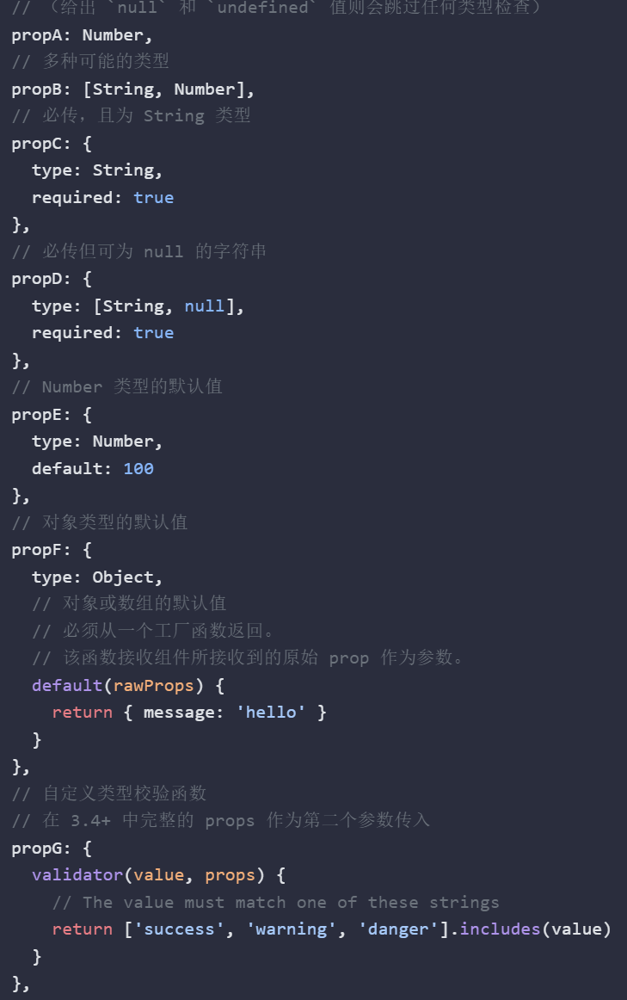 // （给出 `null` 和 `undefined` 值则会跳过任何类型检查）
propA: Number,
// 多种可能的类型
propB: [String, Number],
// 必传，且为 String 类型
propC: {
  type: String,
  required: true
},
// 必传但可为 null 的字符串
propD: {
  type: [String, null],
  required: true
},
// Number 类型的默认值
propE: {
  type: Number,
  default: 100
},
// 对象类型的默认值
propF: {
  type: Object,
  // 对象或数组的默认值
  // 必须从一个工厂函数返回。
  // 该函数接收组件所接收到的原始 prop 作为参数。
  default(rawProps) {
    return { message: 'hello' }
  }
},
// 自定义类型校验函数
// 在 3.4+ 中完整的 props 作为第二个参数传入
propG: {
  validator(value, props) {
    // The value must match one of these strings
    return ['success', 'warning', 'danger'].includes(value)
  }
},